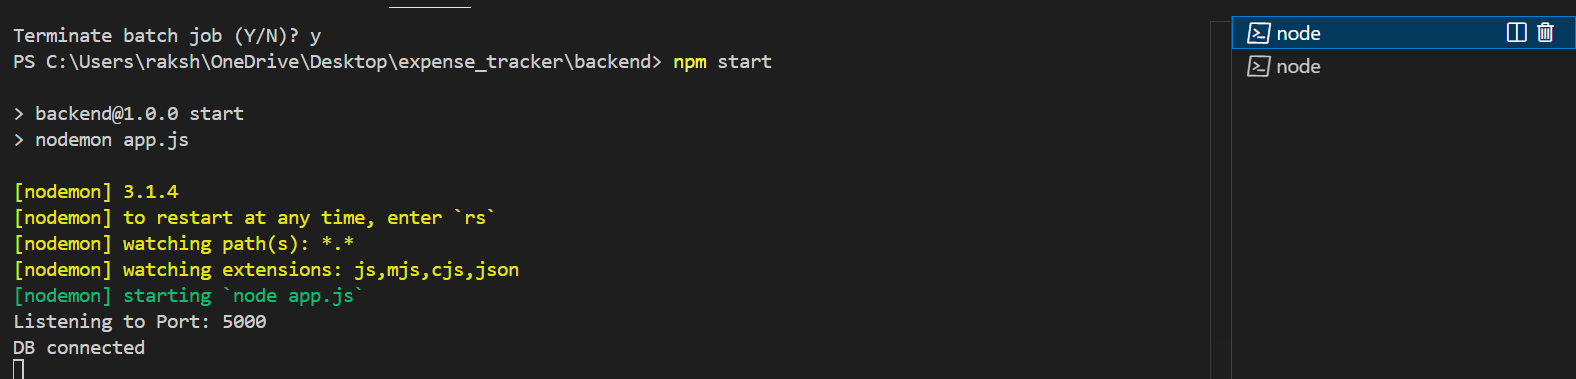 Terminate batch job (Y/N)? y
PS C:\Users\raksh\OneDrive\Desktop\expense_tracker\backend> npm start
> backend@1.0.0 start
> nodemon app.js
[nodemon] 3.1.4
[nodemon] to restart at any time, enter `rs`
[nodemon] watching path(s): *.*
[nodemon] watching extensions: js,mjs,cjs,json
[nodemon] starting `node app.js`
Listening to Port: 5000
DB connected
node
node